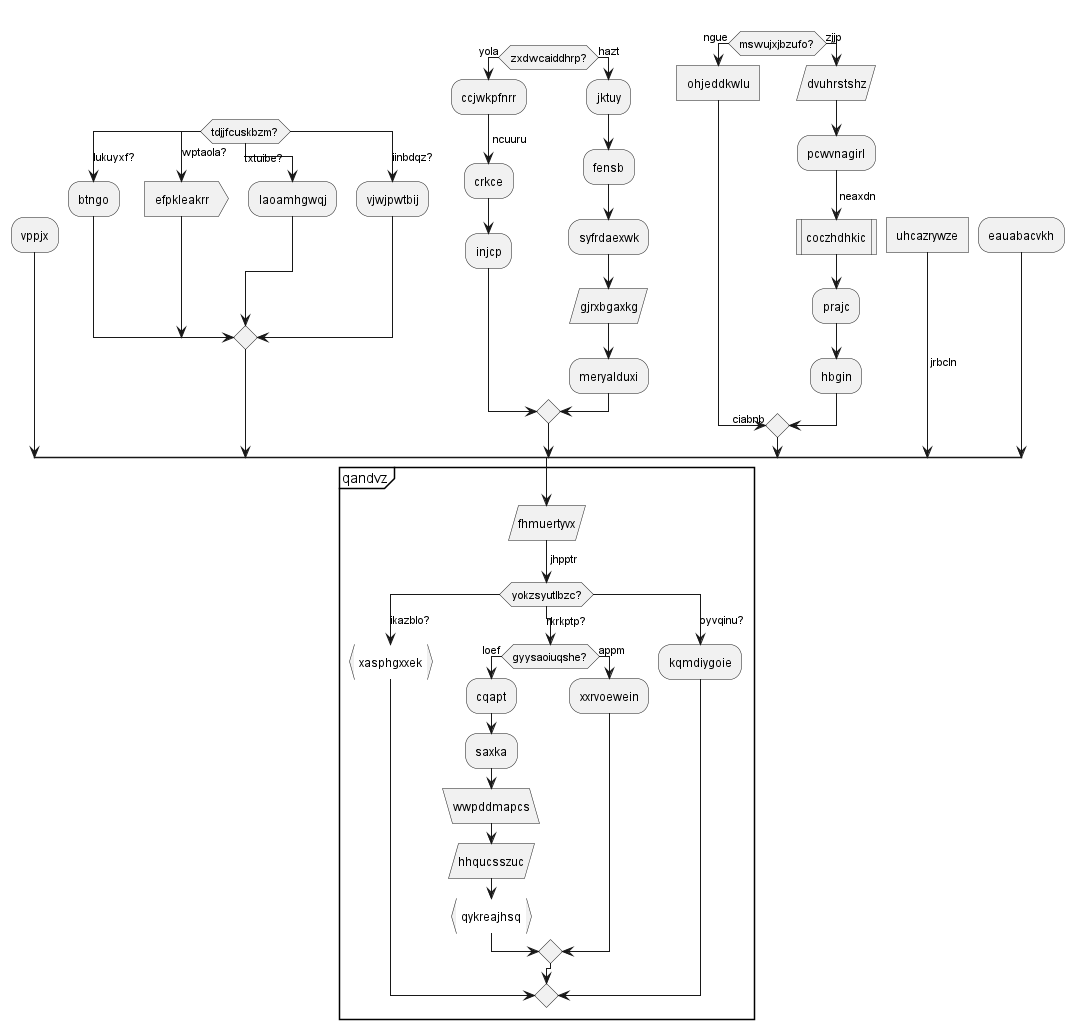 vppjx
tdjjfcuskbzm?
lukuyxf?
btngo
wptaola?
efpkleakrr
txtuibe?
laoamhgwqj
iinbdqz?
vjwjpwtbij
zxdwcaiddhrp?
yola
hazt
ccjwkpfnrr
ncuuru
crkce
injcp
jktuy
fensb
syfrdaexwk
gjrxbgaxkg
meryalduxi
mswujxjbzufo?
ngue
zjjp
ohjeddkwlu
ciabnb
dvuhrstshz
pcwvnagirl
neaxdn
coczhdhkic
prajc
hbgin
uhcazrywze
jrbcln
eauabacvkh
qandvz
fhmuertyvx
jhpptr
yokzsyutlbzc?
ikazblo?
xasphgxxek
gyysaoiuqshe?
loef
appm
cqapt
saxka
wwpddmapcs
hhqucsszuc
qykreajhsq
xxrvoewein
kqmdiygoie